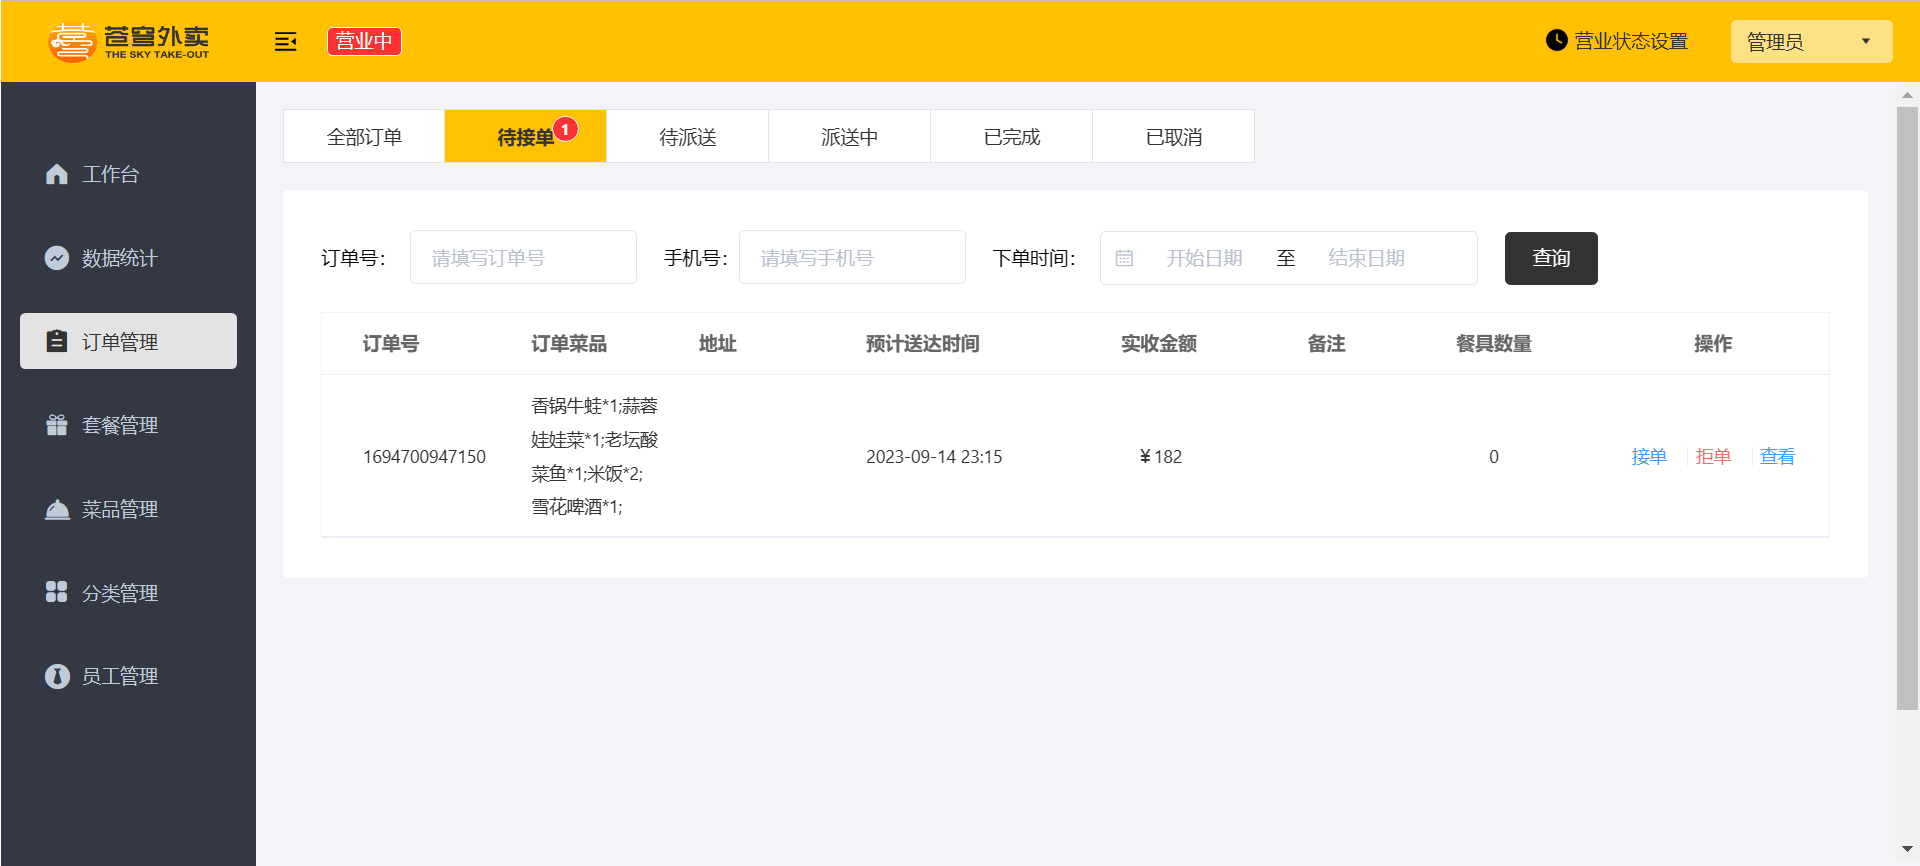 苍穹外卖
THE SKY TAKE-OUT
营业中
营业状态设置
管理员
工作台
数据统计
订单管理
套餐管理
菜品管理
分类管理
员工管理
全部订单 待接单 1 待派送 派送中 已完成 已取消
订单号： 请填写订单号 手机号： 请填写手机号 下单时间： 开始日期 至 结束日期 查询
订单号 订单菜品 地址 预计送达时间 实收金额 备注 餐具数量 操作
香锅牛蛙*1;蒜蓉
娃娃菜*1;老坛酸
菜鱼*1;米饭*2;
雪花啤酒*1;
1694700947150 2023-09-14 23:15 ￥182 0 接单 拒单 查看